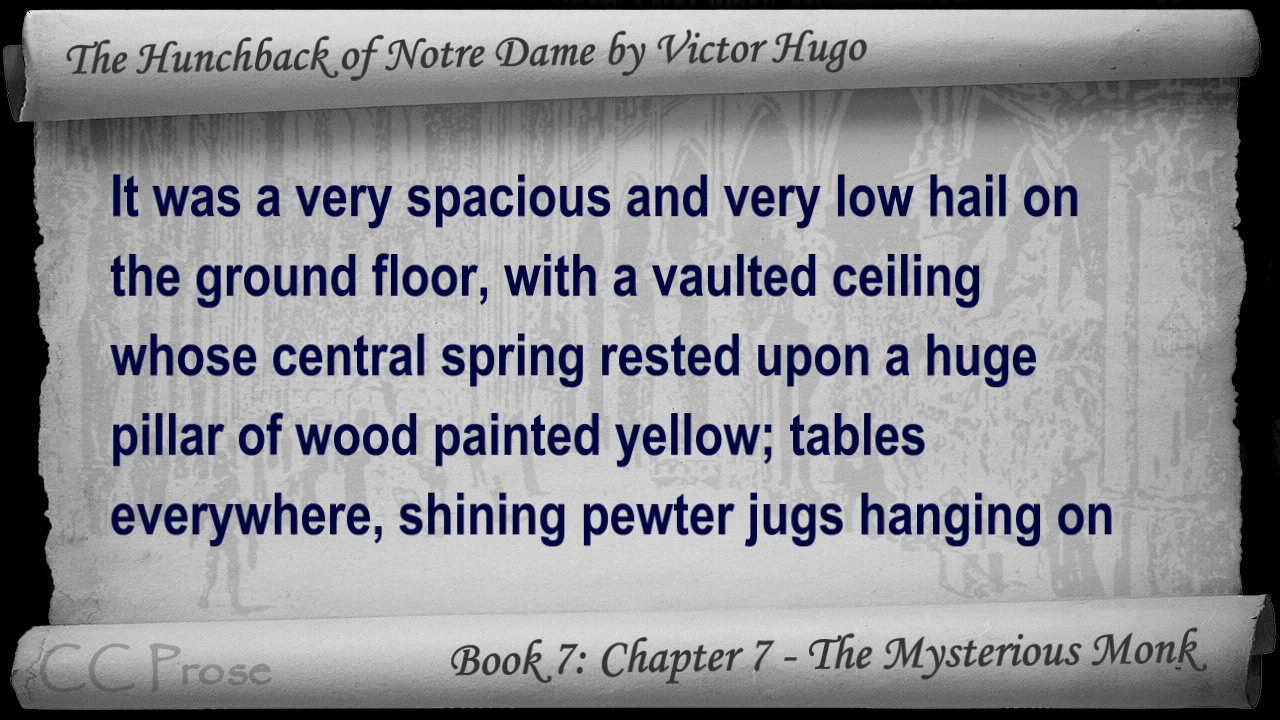 The Hunchback of Notre Dame by Victor Hugo
It was a very spacious and very low hail on
the ground floor, with a vaulted ceiling
whose central spring rested upon a huge
pillar of wood painted yellow; tables
everywhere, shining pewter jugs hanging on
CC Prose
Book 7: Chapter 7 - The Mysterious Monk